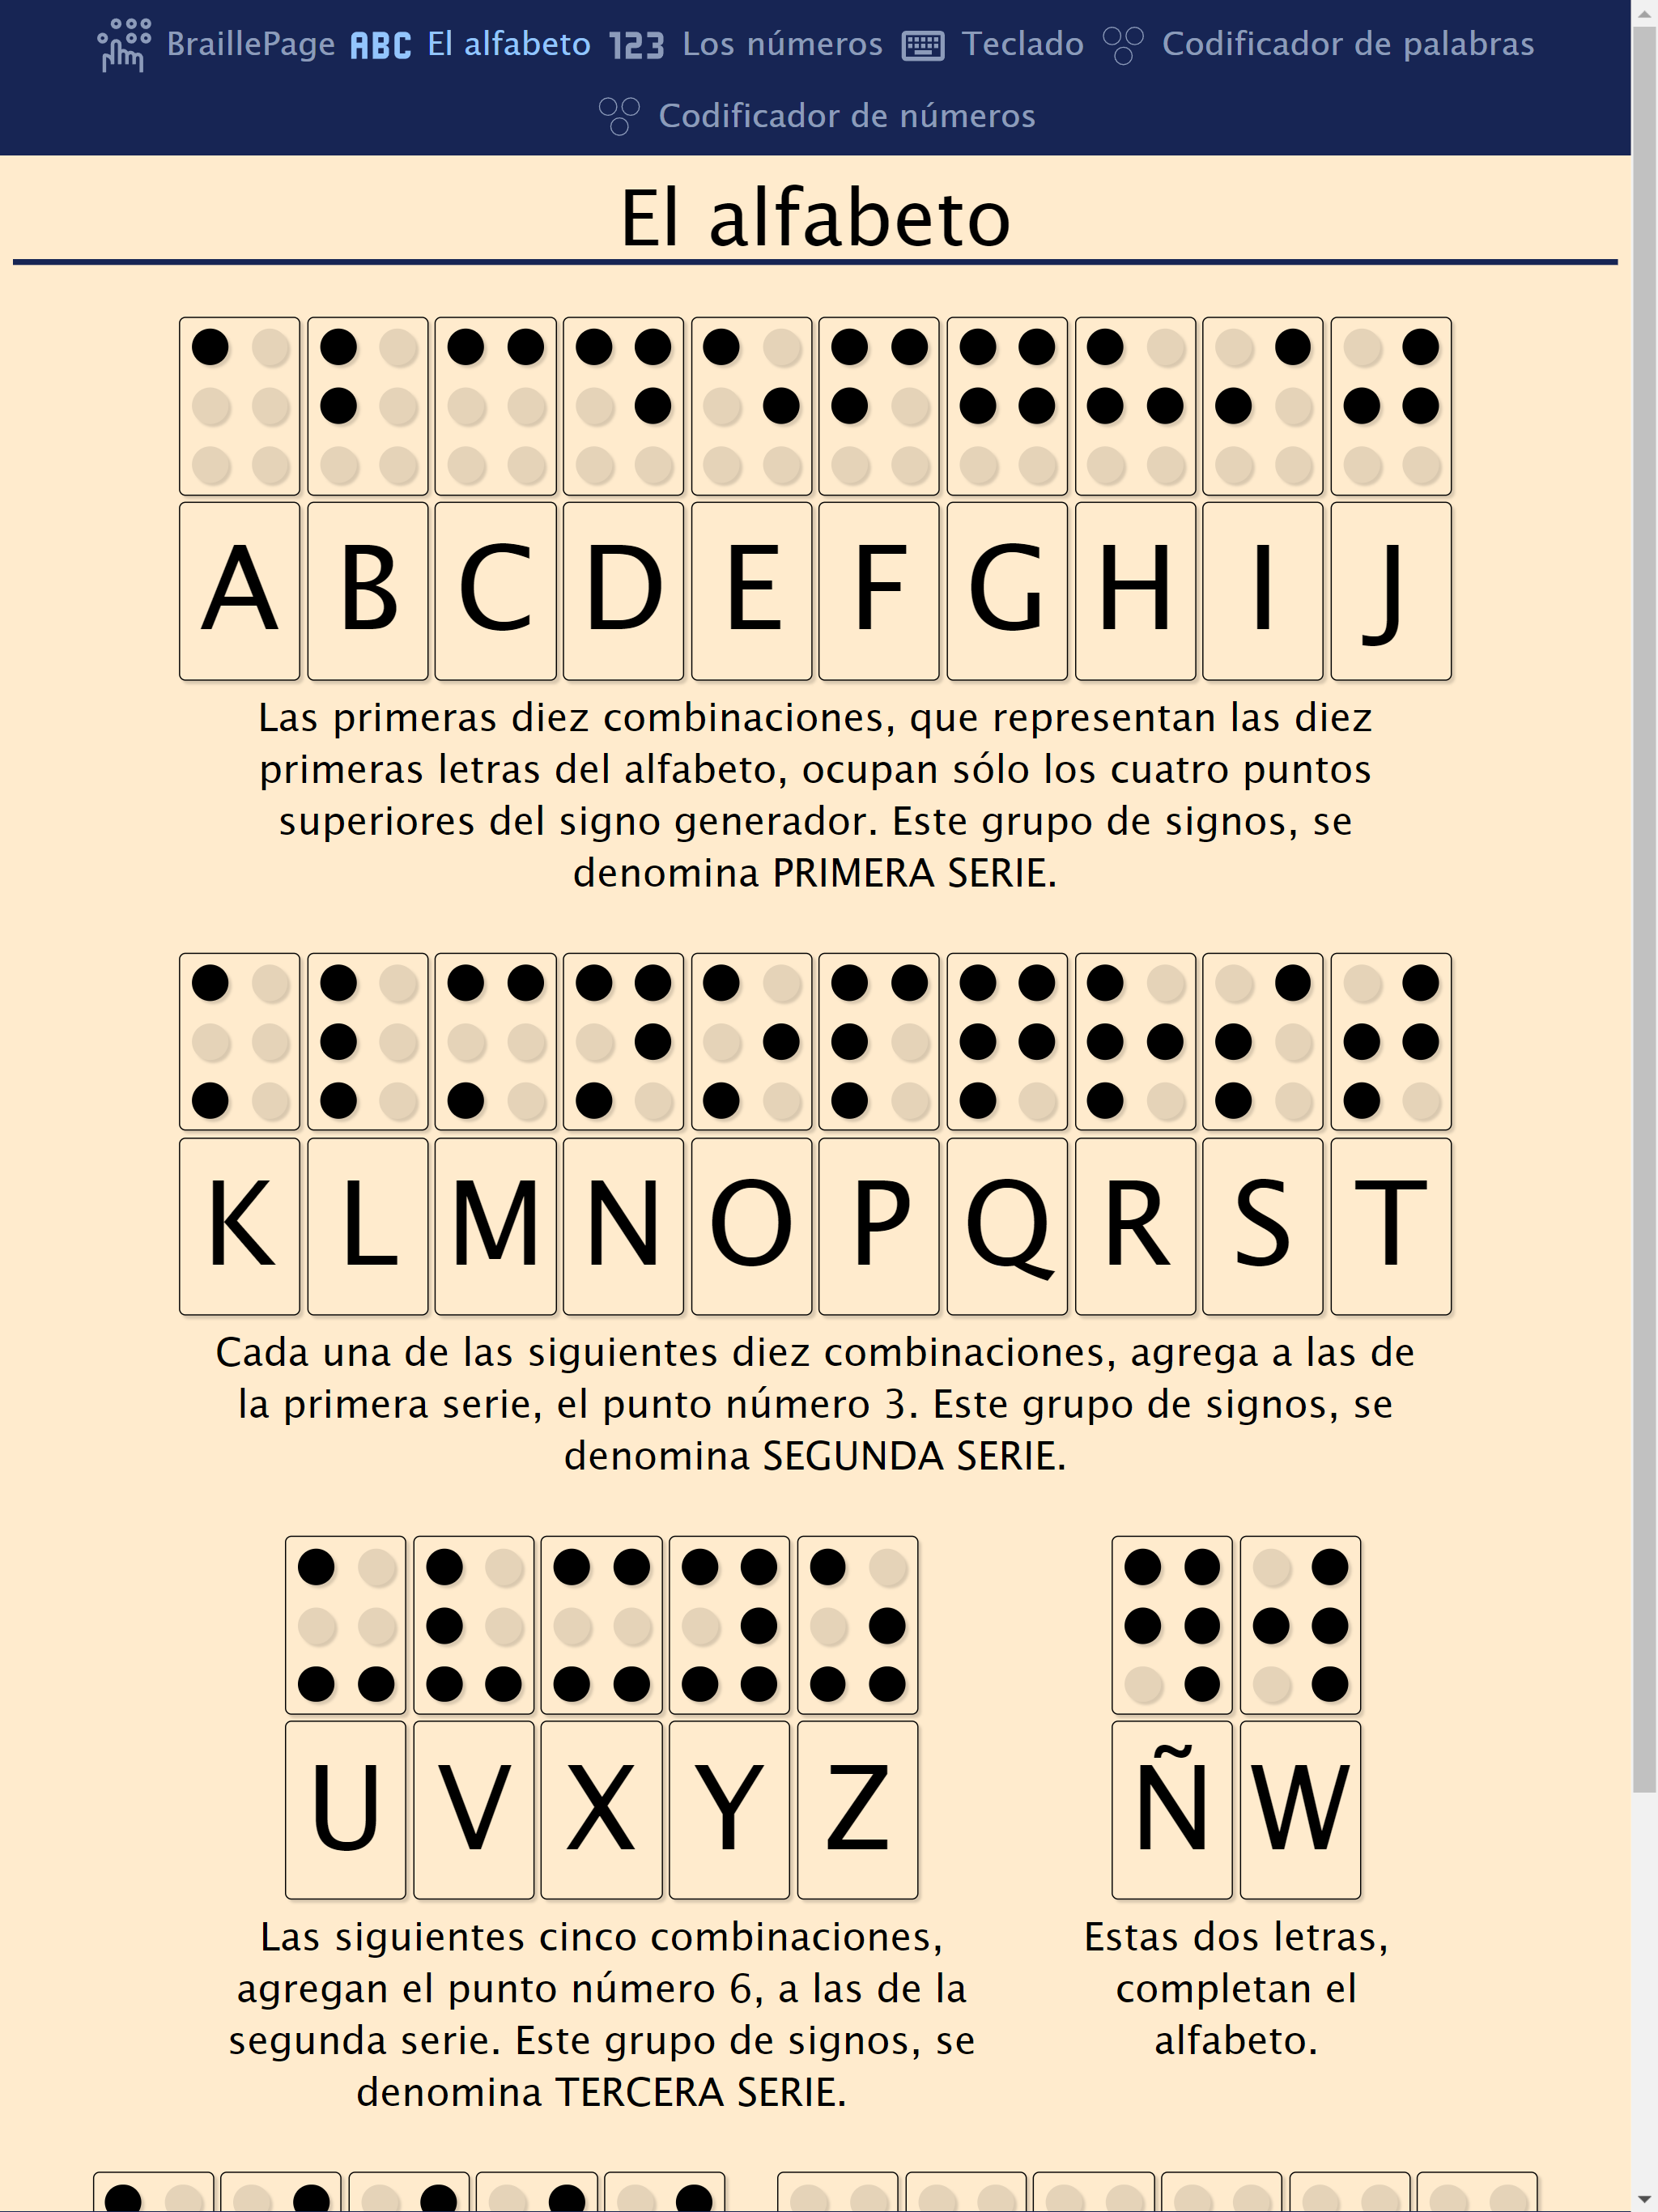 BraillePage ABC El alfabeto 123 Los números Teclado Codificador de palabras
Codificador de números
El alfabeto
A B C D E F G H I J
Las primeras diez combinaciones, que representan las diez
primeras letras del alfabeto, ocupan sólo los cuatro puntos
superiores del signo generador. Este grupo de signos, se
denomina PRIMERA SERIE.
K L M N O P Q R S T
Cada una de las siguientes diez combinaciones, agrega a las de
la primera serie, el punto número 3. Este grupo de signos, se
denomina SEGUNDA SERIE.
U V X Y Z
Las siguientes cinco combinaciones,
agregan el punto número 6, a las de la
segunda serie. Este grupo de signos, se
denomina TERCERA SERIE.
Ñ W
Estas dos letras,
completan el
alfabeto.